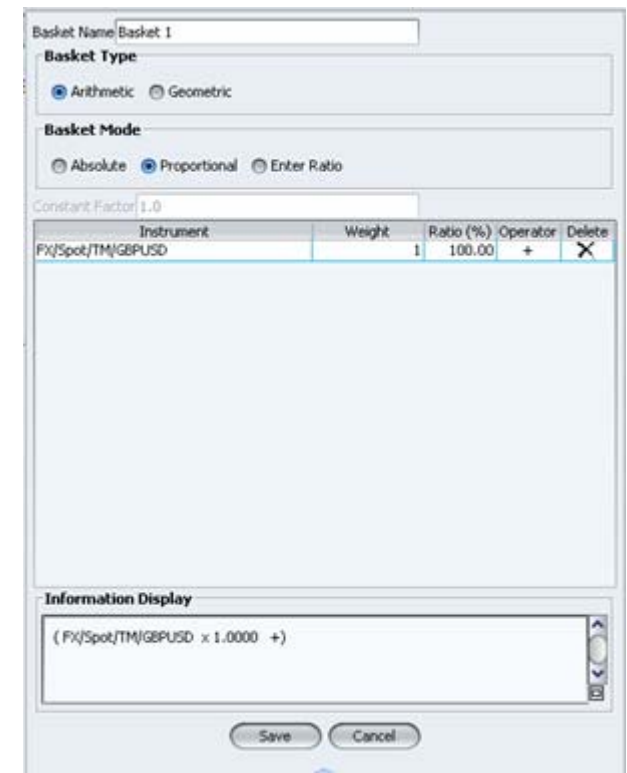 Basket Name Basket 1
Basket Type
Arithmetic Geometric
Basket Mode
Absolute Proportional Enter Ratio
Constant Factor 1.0
Instrument Weight Ratio (%) Operator Delete
FX/Spot/TM/GBPUSD 1 100.00 +
Information Display
( FX/Spot/TM/GBPUSD x 1.0000 +)
Save Cancel